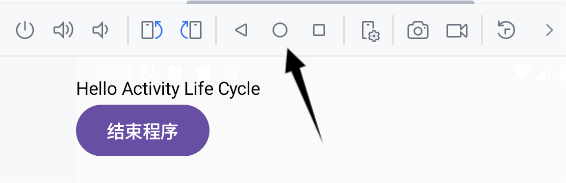 Hello Activity Life Cycle
结束程序